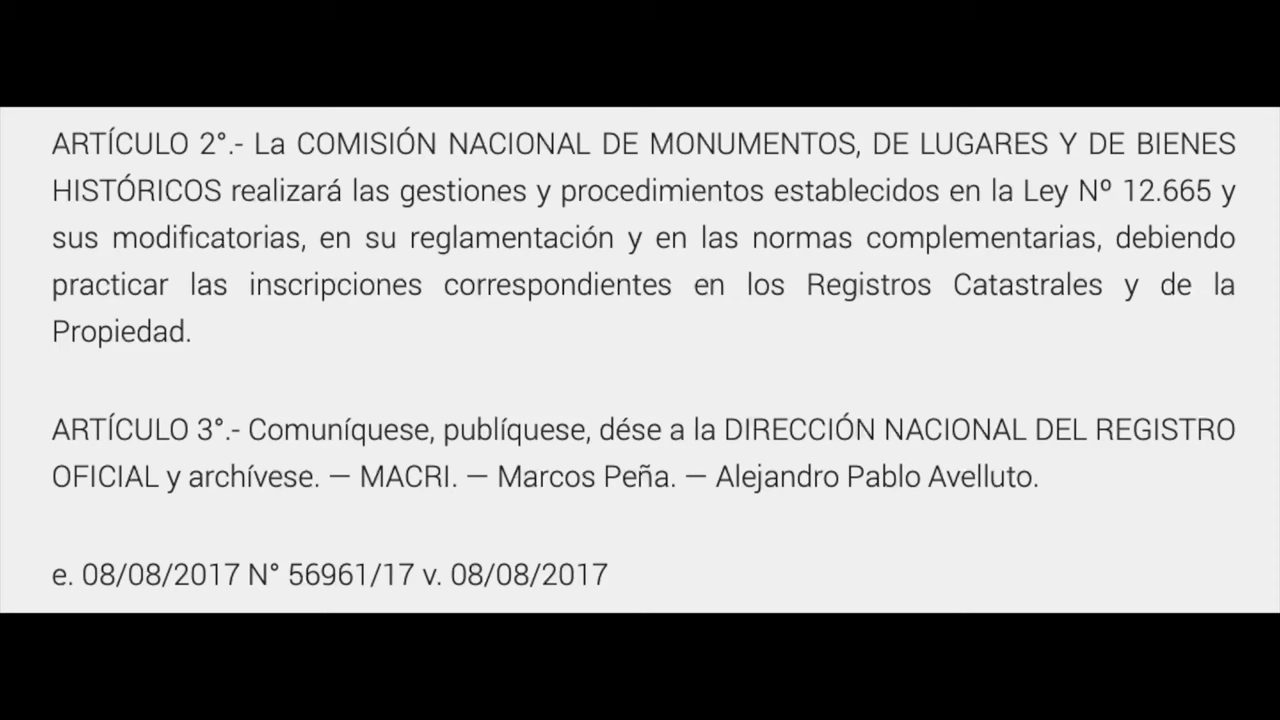 ARTÍCULO 2°.- La COMISIÓN NACIONAL DE MONUMENTOS, DE LUGARES Y DE BIENES
HISTÓRICOS realizará las gestiones y procedimientos establecidos en la Ley Nº 12.665 y
sus modificatorias, en su reglamentación y en las normas complementarias, debiendo
practicar las inscripciones correspondientes en los Registros Catastrales y de la
Propiedad.
ARTÍCULO 3°.- Comuníquese, publíquese, dése a la DIRECCIÓN NACIONAL DEL REGISTRO
OFICIAL y archívese. — MACRI. — Marcos Peña. — Alejandro Pablo Avelluto.
e. 08/08/2017 N° 56961/17 v. 08/08/2017